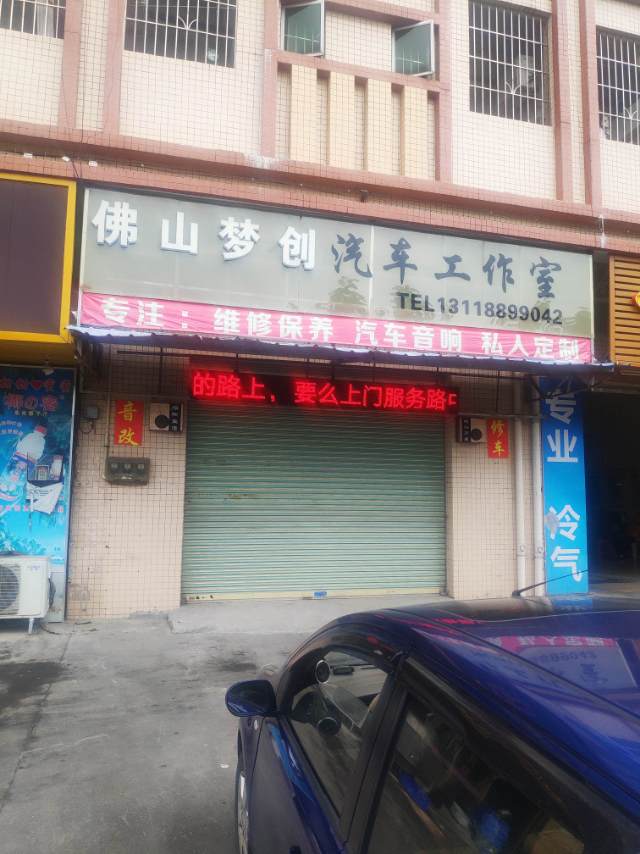 佛山梦创汽车工作室
TEL13118899042
专注：维修保养 汽车音响 私人定制
的路上，要么上门服务路
音改
修车
专业 冷气